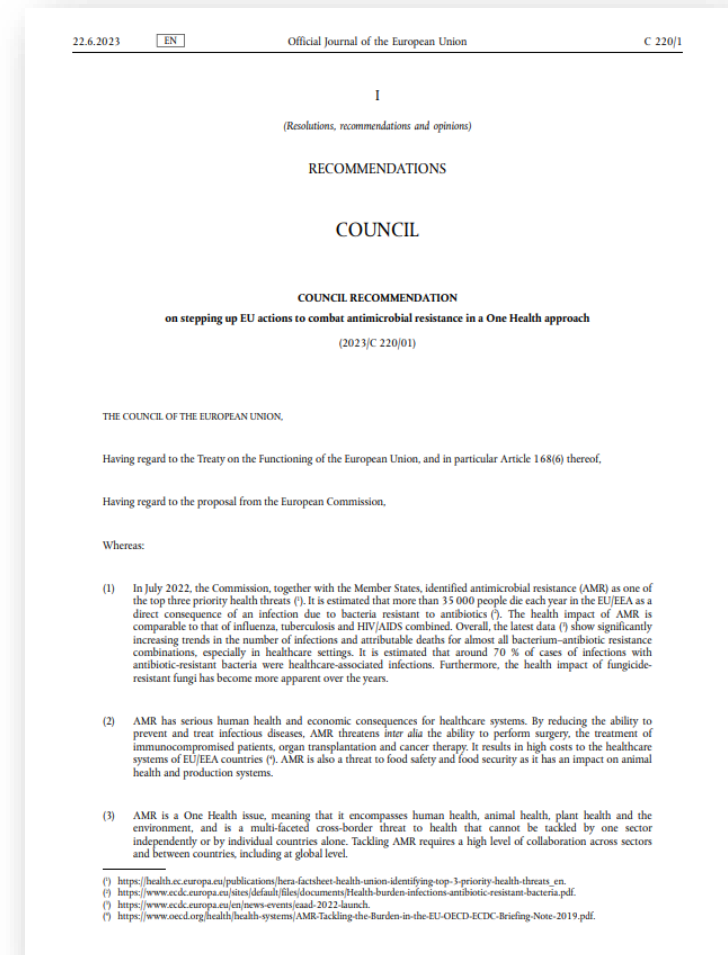 22.6.2023 EN Official Journal of the European Union C 220/1
I
(Resolutions, recommendations and opinions)
RECOMMENDATIONS
COUNCIL
COUNCIL RECOMMENDATION
on stepping up EU actions to combat antimicrobial resistance in a One Health approach
(2023/C 220/01)
THE COUNCIL OF THE EUROPEAN UNION,
Having regard to the Treaty on the Functioning of the European Union, and in particular Article 168(6) thereof,
Having regard to the proposal from the European Commission,
Whereas:
(1) In July 2022, the Commission, together with the Member States, identified antimicrobial resistance (AMR) as one of
the top three priority health threats (¹). It is estimated that more than 35 000 people die each year in the EU/EEA as a
direct consequence of an infection due to bacteria resistant to antibiotics (²). The health impact of AMR is
comparable to that of influenza, tuberculosis and HIV/AIDS combined. Overall, the latest data (³) show significantly
increasing trends in the number of infections and attributable deaths for almost all bacterium–antibiotic resistance
combinations, especially in healthcare settings. It is estimated that around 70 % of cases of infections with
antibiotic-resistant bacteria were healthcare-associated infections. Furthermore, the health impact of fungicide-
resistant fungi has become more apparent over the years.
(2) AMR has serious human health and economic consequences for healthcare systems. By reducing the ability to
prevent and treat infectious diseases, AMR threatens inter alia the ability to perform surgery, the treatment of
immunocompromised patients, organ transplantation and cancer therapy. It results in high costs to the healthcare
systems of EU/EEA countries (⁴). AMR is also a threat to food safety and food security as it has an impact on animal
health and production systems.
(3) AMR is a One Health issue, meaning that it encompasses human health, animal health, plant health and the
environment, and is a multi-faceted cross-border threat to health that cannot be tackled by one sector
independently or by individual countries alone. Tackling AMR requires a high level of collaboration across sectors
and between countries, including at global level.
(¹) https://health.ec.europa.eu/publications/hera-factsheet-health-union-identifying-top-3-priority-health-threats_en.
(²) https://www.ecdc.europa.eu/sites/default/files/documents/Health-burden-infections-antibiotic-resistant-bacteria.pdf.
(³) https://www.ecdc.europa.eu/en/news-events/eaad-2022-launch.
(⁴) https://www.oecd.org/health/health-systems/AMR-Tackling-the-Burden-in-the-EU-OECD-ECDC-Briefing-Note-2019.pdf.